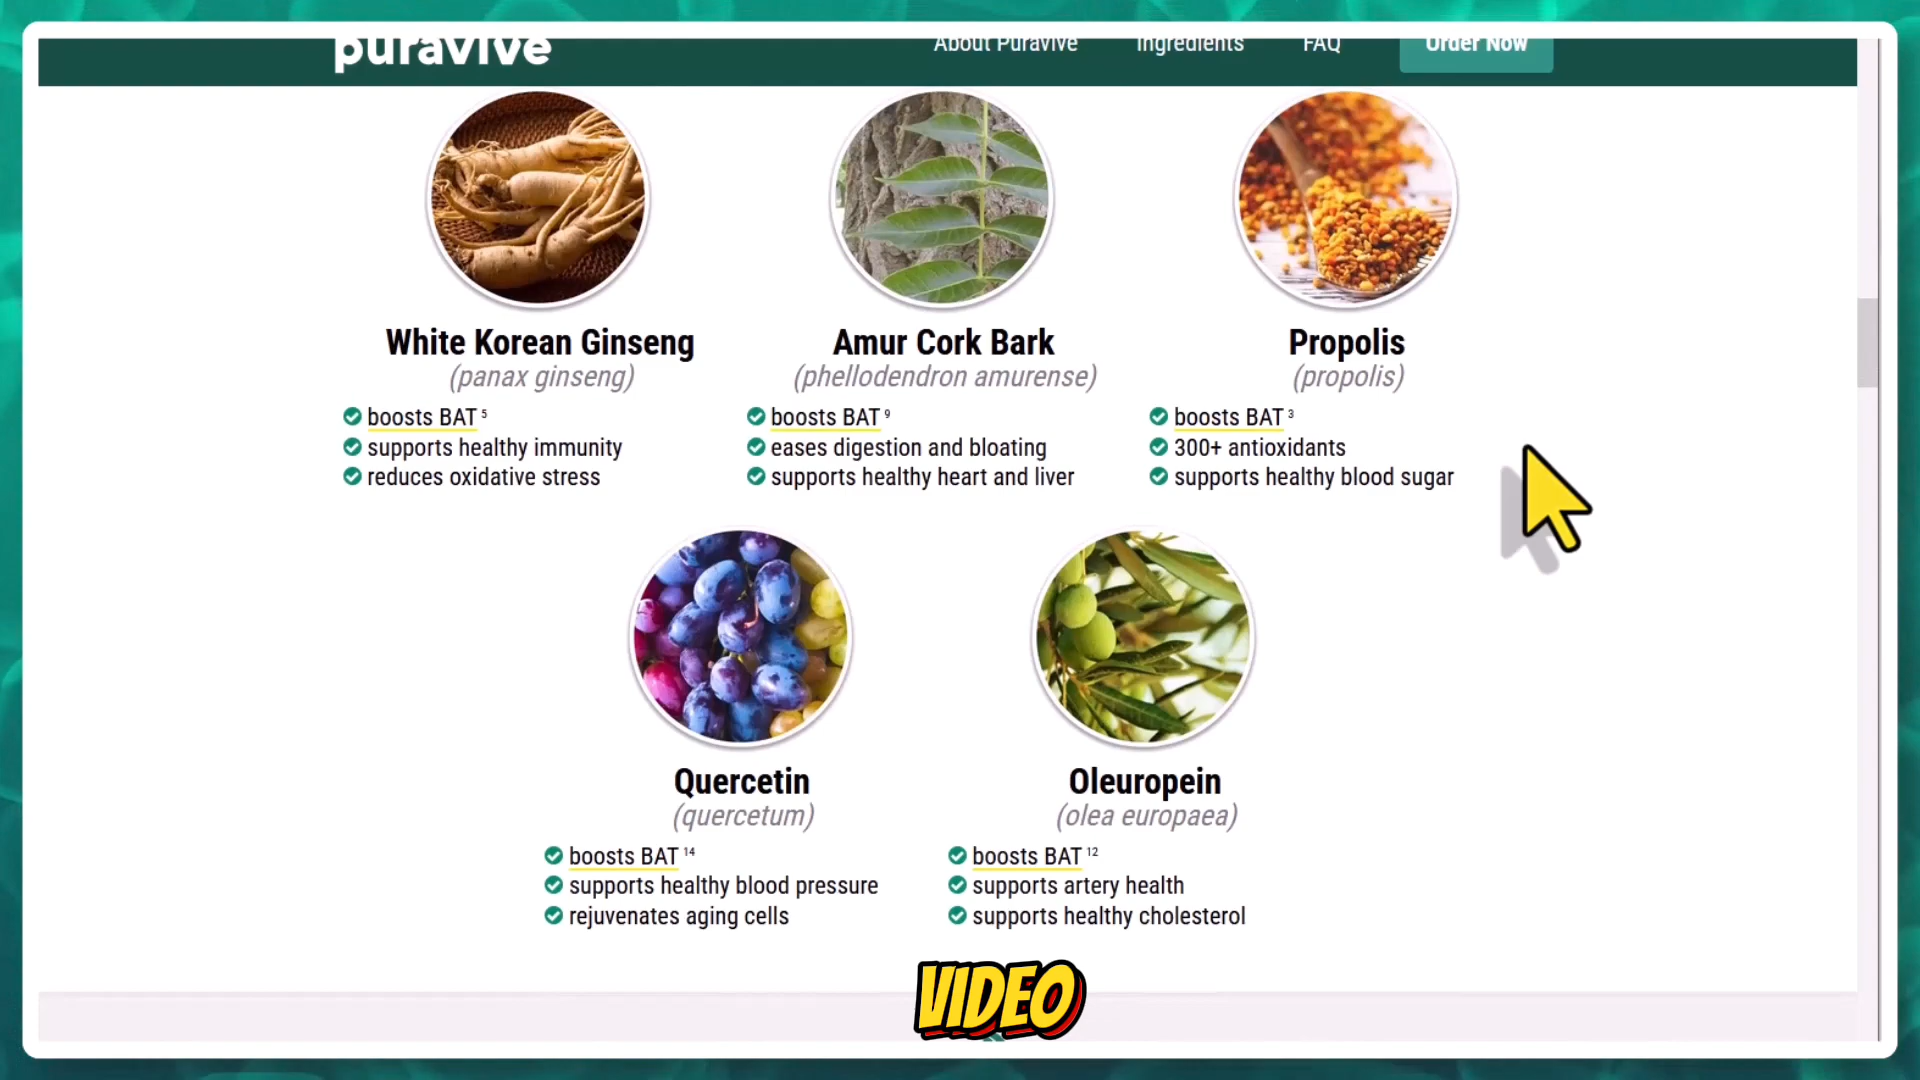 puravive
About Puravive
Ingredients
FAQ
Order Now
White Korean Ginseng
(panax ginseng)
boosts BAT 5
supports healthy immunity
reduces oxidative stress
Amur Cork Bark
(phellodendron amurense)
boosts BAT 9
eases digestion and bloating
supports healthy heart and liver
Propolis
(propolis)
boosts BAT 3
300+ antioxidants
supports healthy blood sugar
Quercetin
(quercetum)
boosts BAT 14
supports healthy blood pressure
rejuvenates aging cells
Oleuropein
(olea europaea)
boosts BAT 12
supports artery health
supports healthy cholesterol
VIDEO